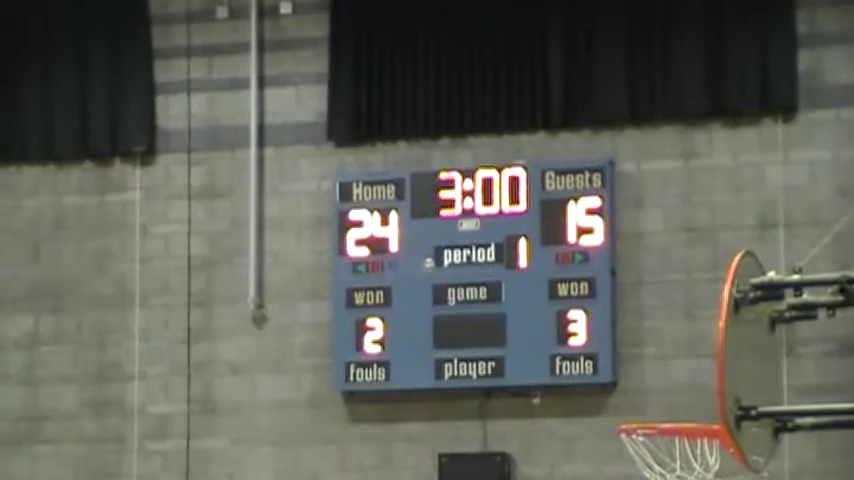 Home 3:00 Guests
24 15
period 1
won game won
2 3
fouls player fouls